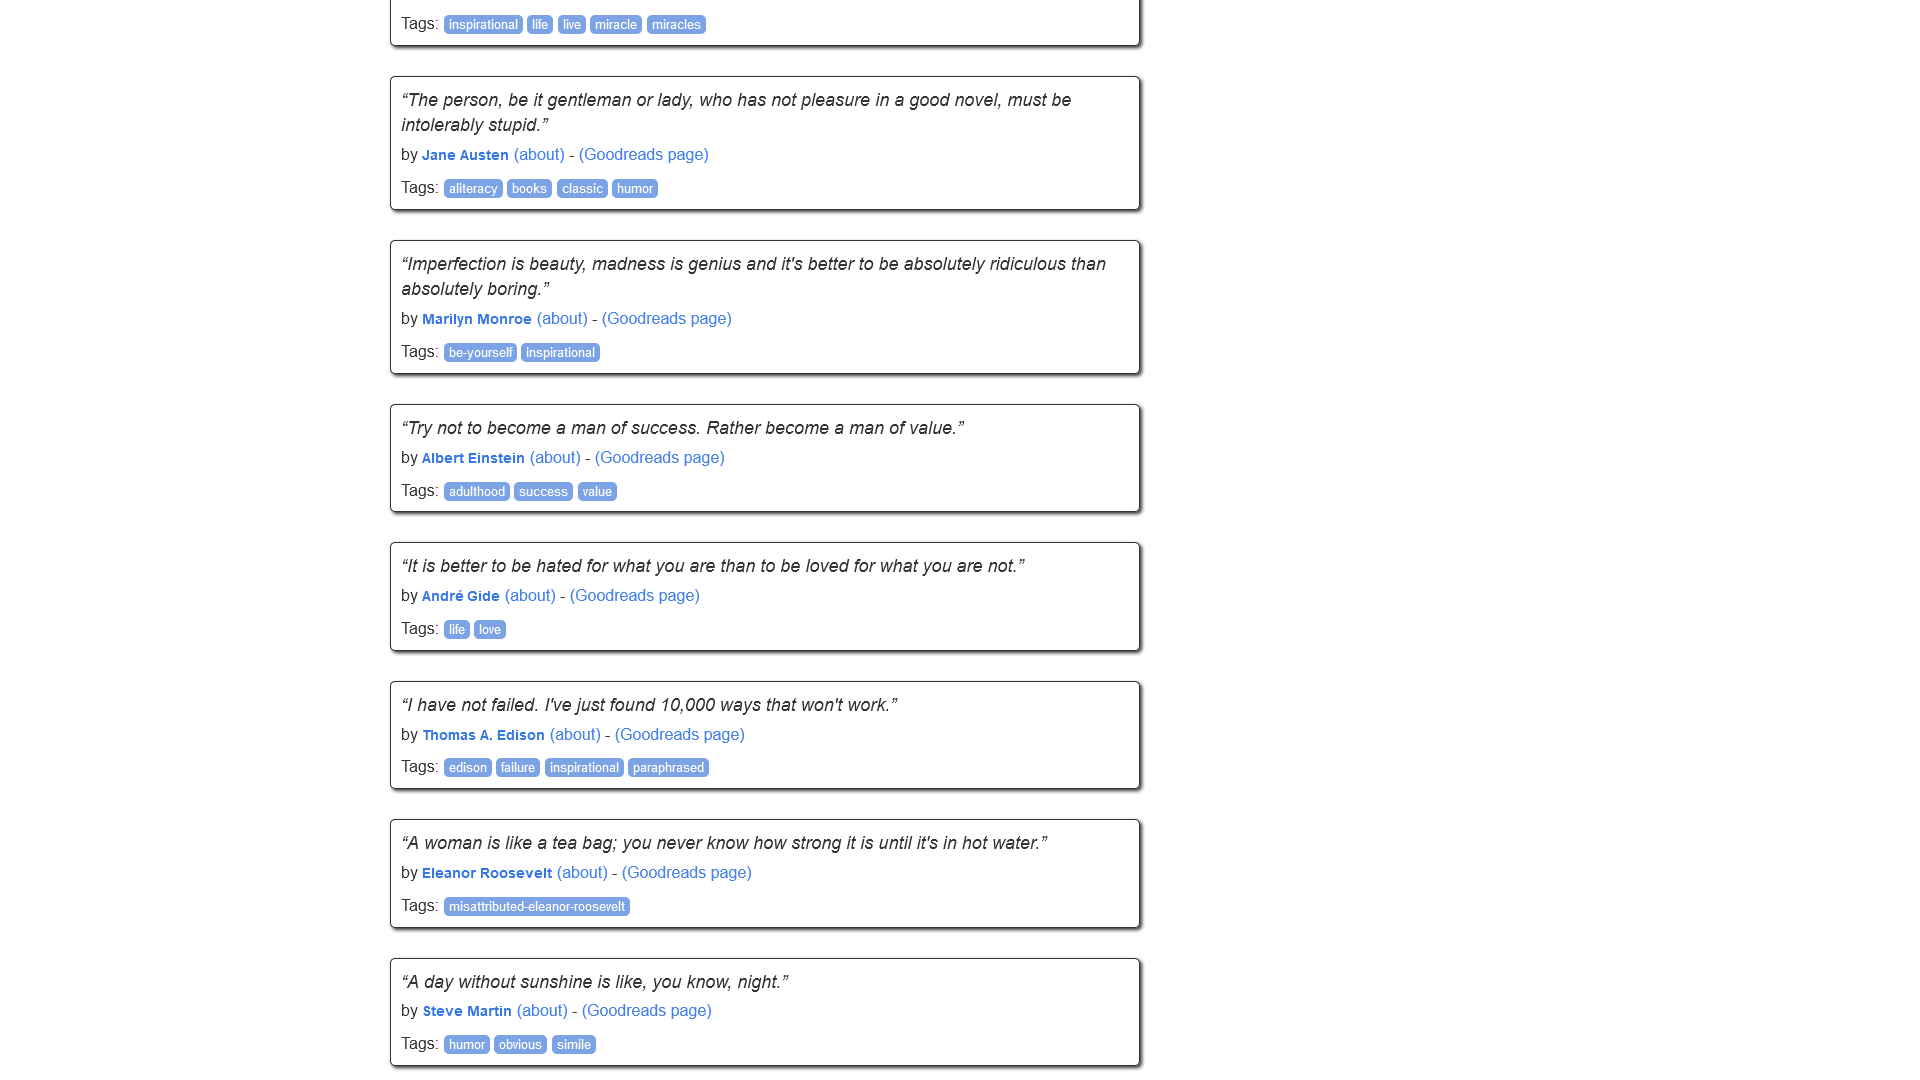 Tags: inspirational life live miracle miracles
“The person, be it gentleman or lady, who has not pleasure in a good novel, must be
intolerably stupid.”
by Jane Austen (about) - (Goodreads page)
Tags: aliteracy books classic humor
“Imperfection is beauty, madness is genius and it's better to be absolutely ridiculous than
absolutely boring.”
by Marilyn Monroe (about) - (Goodreads page)
Tags: be-yourself inspirational
“Try not to become a man of success. Rather become a man of value.”
by Albert Einstein (about) - (Goodreads page)
Tags: adulthood success value
“It is better to be hated for what you are than to be loved for what you are not.”
by André Gide (about) - (Goodreads page)
Tags: life love
“I have not failed. I've just found 10,000 ways that won't work.”
by Thomas A. Edison (about) - (Goodreads page)
Tags: edison failure inspirational paraphrased
“A woman is like a tea bag; you never know how strong it is until it's in hot water.”
by Eleanor Roosevelt (about) - (Goodreads page)
Tags: misattributed-eleanor-roosevelt
“A day without sunshine is like, you know, night.”
by Steve Martin (about) - (Goodreads page)
Tags: humor obvious simile